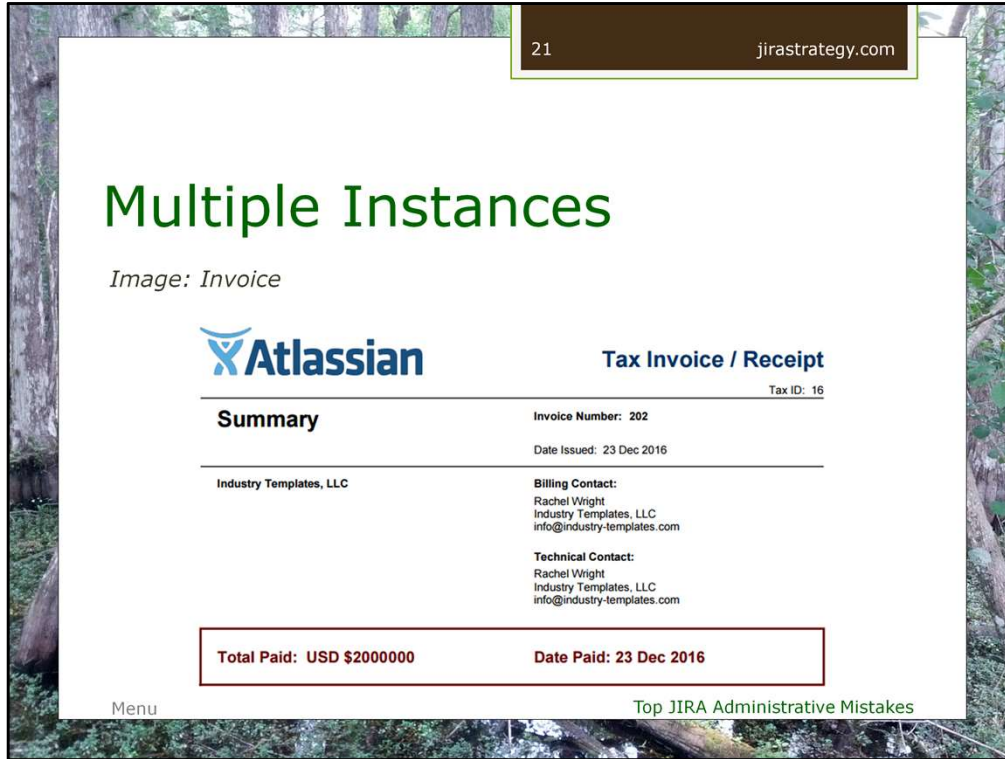 21 jirastrategy.com
Multiple Instances
Image: Invoice
Atlassian
Tax Invoice / Receipt
Tax ID: 16
Summary
Invoice Number: 202
Date Issued: 23 Dec 2016
Industry Templates, LLC
Billing Contact:
Rachel Wright
Industry Templates, LLC
info@industry-templates.com
Technical Contact:
Rachel Wright
Industry Templates, LLC
info@industry-templates.com
Total Paid: USD $2000000 Date Paid: 23 Dec 2016
Menu Top JIRA Administrative Mistakes